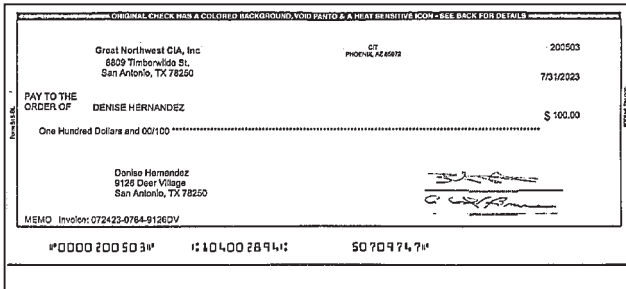 ORIGINAL CHECK HAS A COLORED BACKGROUND, VOID PANTO & A HEAT SENSITIVE ICON - SEE BACK FOR DETAILS
Great Northwest CIA, Inc
8809 Timberwilde St.
San Antonio, TX 78250
CIT
PHOENIX, AZ 85072
200503
7/31/2023
PAY TO THE
ORDER OF DENISE HERNANDEZ
$ 100.00
One Hundred Dollars and 00/100
Denise Hernandez
9126 Deer Village
San Antonio, TX 78250
MEMO Invoice: 072423-0764-9126DV
⑈0000200503⑈ ⑆104002894⑆ 50709747⑈